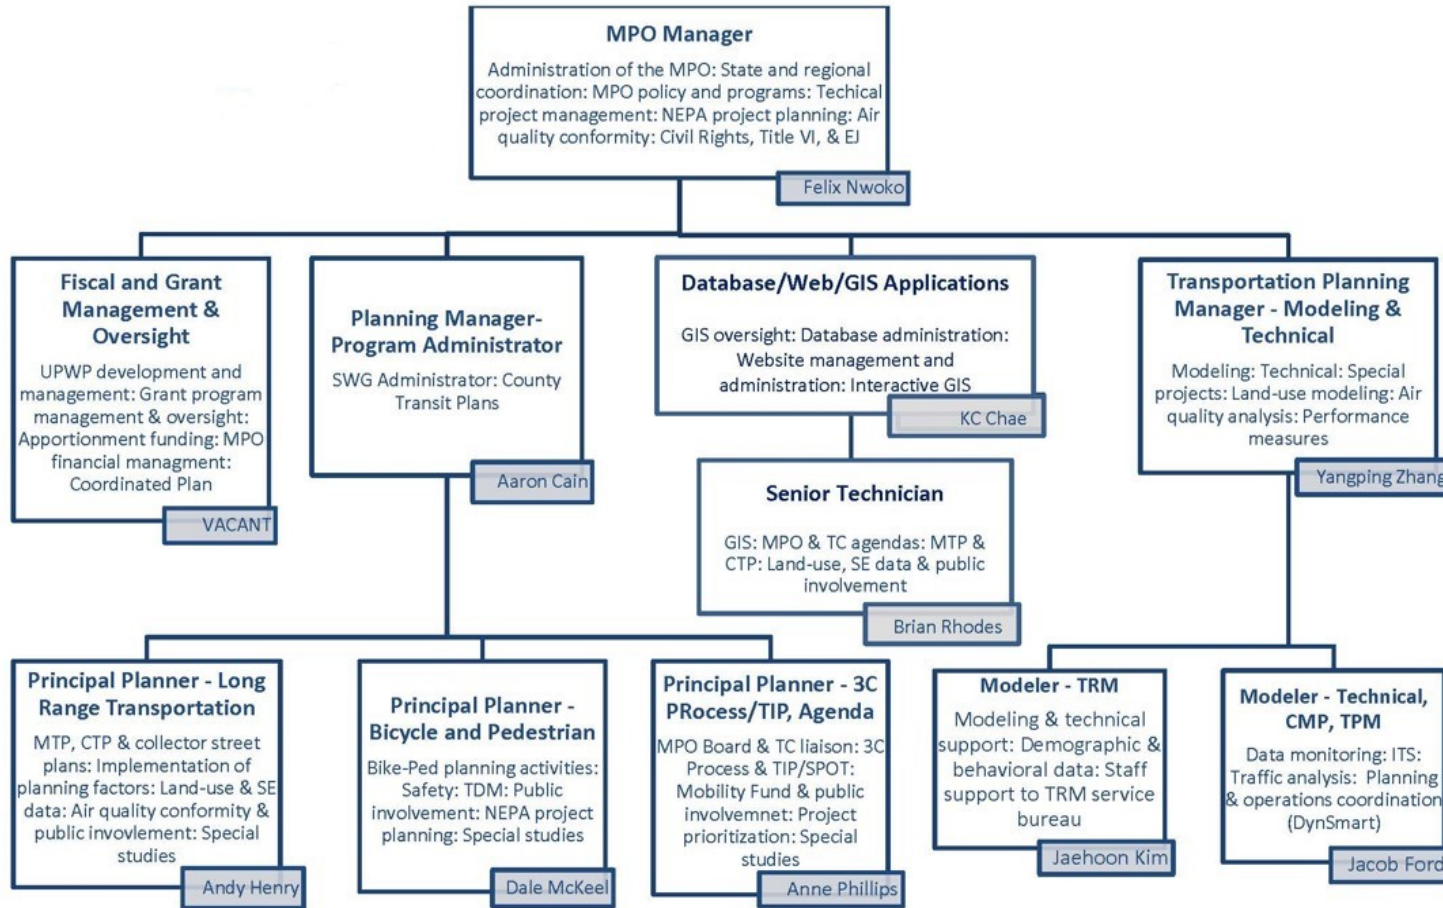 MPO Manager
Administration of the MPO: State and regional
coordination: MPO policy and programs: Techical
project management: NEPA project planning: Air
quality conformity: Civil Rights, Title VI, & EJ
Felix Nwoko
Fiscal and Grant
Management &
Oversight
UPWP development and
management: Grant program
management & oversight:
Apportionment funding: MPO
financial managment:
Coordinated Plan
VACANT
Planning Manager-
Program Administrator
SWG Administrator: County
Transit Plans
Aaron Cain
Database/Web/GIS Applications
GIS oversight: Database administration:
Website management and
administration: Interactive GIS
KC Chae
Transportation Planning
Manager - Modeling &
Technical
Modeling: Technical: Special
projects: Land-use modeling: Air
quality analysis: Performance
measures
Yangping Zhang
Senior Technician
GIS: MPO & TC agendas: MTP &
CTP: Land-use, SE data & public
involvement
Brian Rhodes
Principal Planner - Long
Range Transportation
MTP, CTP & collector street
plans: Implementation of
planning factors: Land-use & SE
data: Air quality conformity &
public invovlement: Special
studies
Andy Henry
Principal Planner -
Bicycle and Pedestrian
Bike-Ped planning activities:
Safety: TDM: Public
involvement: NEPA project
planning: Special studies
Dale McKeel
Principal Planner - 3C
PRocess/TIP, Agenda
MPO Board & TC liaison: 3C
Process & TIP/SPOT:
Mobility Fund & public
involvemnet: Project
prioritization: Special
studies
Anne Phillips
Modeler - TRM
Modeling & technical
support: Demographic &
behavioral data: Staff
support to TRM service
bureau
Jaehoon Kim
Modeler - Technical,
CMP, TPM
Data monitoring: ITS:
Traffic analysis: Planning
& operations coordination
(DynSmart)
Jacob Ford